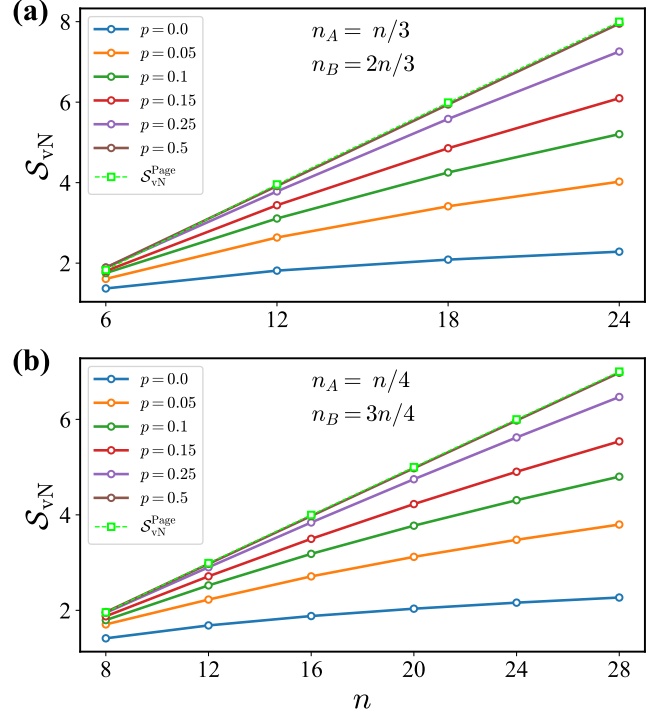 (a)
p = 0.0
p = 0.05
p = 0.1
p = 0.15
p = 0.25
p = 0.5
𝒮_vN^Page
n_A = n/3
n_B = 2n/3
𝒮_vN
8
6
4
2
6 12 18 24
(b)
p = 0.0
p = 0.05
p = 0.1
p = 0.15
p = 0.25
p = 0.5
𝒮_vN^Page
n_A = n/4
n_B = 3n/4
𝒮_vN
6
4
2
8 12 16 20 24 28
n